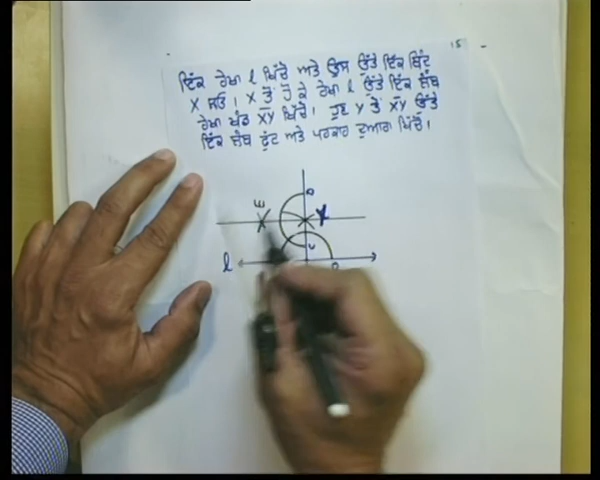 15
ਇੱਕ ਰੇਖਾ l ਖਿੱਚੋ ਅਤੇ ਉਸ ਉੱਤੇ ਇੱਕ ਬਿੰਦੂ
X ਲਓ। X ਤੋਂ ਹੋ ਕੇ ਰੇਖਾ l ਉੱਤੇ ਇੱਕ ਲੰਬ
ਰੇਖਾ ਖੰਡ XY ਖਿੱਚੋ। ਹੁਣ Y ਤੋਂ XY ਉੱਤੇ
ਇੱਕ ਲੰਬ ਫੁੱਟਾ ਅਤੇ ਪਰਕਾਰ ਦੁਆਰਾ ਖਿੱਚੋ।
D
E Y
C
l